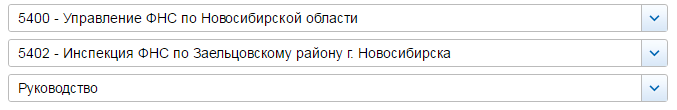 5400 - Управление ФНС по Новосибирской области
5402 - Инспекция ФНС по Заельцовскому району г. Новосибирска
Руководство